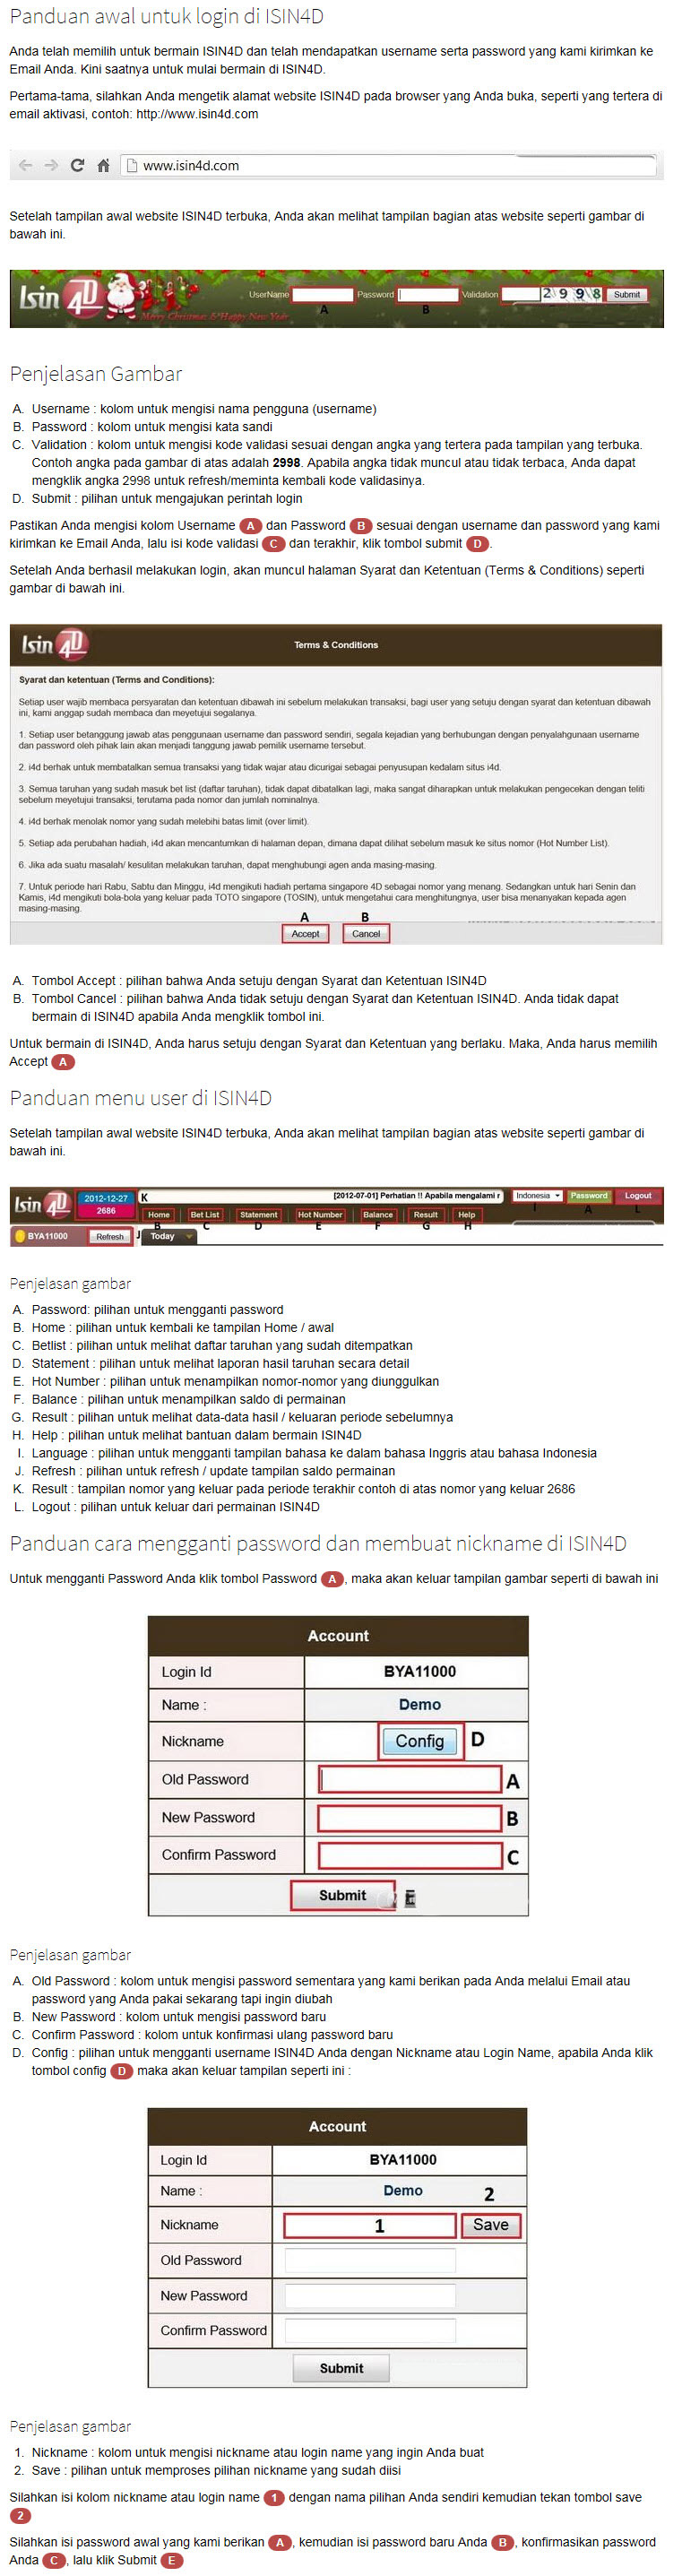 Panduan awal untuk login di ISIN4D
Anda telah memilih untuk bermain ISIN4D dan telah mendapatkan username serta password yang kami kirimkan ke
Email Anda. Kini saatnya untuk mulai bermain di ISIN4D.
Pertama-tama, silahkan Anda mengetik alamat website ISIN4D pada browser yang Anda buka, seperti yang tertera di
email aktivasi, contoh: http://www.isin4d.com
www.isin4d.com
Setelah tampilan awal website ISIN4D terbuka, Anda akan melihat tampilan bagian atas website seperti gambar di
bawah ini.
Isin 4D Merry Christmas & Happy New Year UserName Password Validation 2998 Submit
A B
Penjelasan Gambar
A. Username : kolom untuk mengisi nama pengguna (username)
B. Password : kolom untuk mengisi kata sandi
C. Validation : kolom untuk mengisi kode validasi sesuai dengan angka yang tertera pada tampilan yang terbuka.
Contoh angka pada gambar di atas adalah 2998. Apabila angka tidak muncul atau tidak terbaca, Anda dapat
mengklik angka 2998 untuk refresh/meminta kembali kode validasinya.
D. Submit : pilihan untuk mengajukan perintah login
Pastikan Anda mengisi kolom Username A dan Password B sesuai dengan username dan password yang kami
kirimkan ke Email Anda, lalu isi kode validasi C dan terakhir, klik tombol submit D.
Setelah Anda berhasil melakukan login, akan muncul halaman Syarat dan Ketentuan (Terms & Conditions) seperti
gambar di bawah ini.
Isin 4D Terms & Conditions
Syarat dan ketentuan (Terms and Conditions):
Setiap user wajib membaca persyaratan dan ketentuan dibawah ini sebelum melakukan transaksi, bagi user yang setuju dengan syarat dan ketentuan dibawah
ini, kami anggap sudah membaca dan meyetujui segalanya.
1. Setiap user betanggung jawab atas penggunaan username dan password sendiri, segala kejadian yang berhubungan dengan penyalahgunaan username
dan password oleh pihak lain akan menjadi tanggung jawab pemilik username tersebut.
2. i4d berhak untuk membatalkan semua transaksi yang tidak wajar atau dicurigai sebagai penyusupan kedalam situs i4d.
3. Semua taruhan yang sudah masuk bet list (daftar taruhan), tidak dapat dibatalkan lagi, maka sangat diharapkan untuk melakukan pengecekan dengan teliti
sebelum meyetujui transaksi, terutama pada nomor dan jumlah nominalnya.
4. i4d berhak menolak nomor yang sudah melebihi batas limit (over limit).
5. Setiap ada perubahan hadiah, i4d akan mencantumkan di halaman depan, dimana dapat dilihat sebelum masuk ke situs nomor (Hot Number List).
6. Jika ada suatu masalah/ kesulitan melakukan taruhan, dapat menghubungi agen anda masing-masing.
7. Untuk periode hari Rabu, Sabtu dan Minggu, i4d mengikuti hadiah pertama singapore 4D sebagai nomor yang menang. Sedangkan untuk hari Senin dan
Kamis, i4d mengikuti bola-bola yang keluar pada TOTO singapore (TOSIN), untuk mengetahui cara menghitungnya, user bisa menanyakan kepada agen
masing-masing.
A B
Accept Cancel
A. Tombol Accept : pilihan bahwa Anda setuju dengan Syarat dan Ketentuan ISIN4D
B. Tombol Cancel : pilihan bahwa Anda tidak setuju dengan Syarat dan Ketentuan ISIN4D. Anda tidak dapat
bermain di ISIN4D apabila Anda mengklik tombol ini.
Untuk bermain di ISIN4D, Anda harus setuju dengan Syarat dan Ketentuan yang berlaku. Maka, Anda harus memilih
Accept A
Panduan menu user di ISIN4D
Setelah tampilan awal website ISIN4D terbuka, Anda akan melihat tampilan bagian atas website seperti gambar di
bawah ini.
Isin 4D 2012-12-27 K [2012-07-01] Perhatian !! Apabila mengalami r Indonesia Password Logout
2686 Home Bet List Statement Hot Number Balance Result Help I A L
B C D E F G H
BYA11000 Refresh J Today
Penjelasan gambar
A. Password: pilihan untuk mengganti password
B. Home : pilihan untuk kembali ke tampilan Home / awal
C. Betlist : pilihan untuk melihat daftar taruhan yang sudah ditempatkan
D. Statement : pilihan untuk melihat laporan hasil taruhan secara detail
E. Hot Number : pilihan untuk menampilkan nomor-nomor yang diunggulkan
F. Balance : pilihan untuk menampilkan saldo di permainan
G. Result : pilihan untuk melihat data-data hasil / keluaran periode sebelumnya
H. Help : pilihan untuk melihat bantuan dalam bermain ISIN4D
I. Language : pilihan untuk mengganti tampilan bahasa ke dalam bahasa Inggris atau bahasa Indonesia
J. Refresh : pilihan untuk refresh / update tampilan saldo permainan
K. Result : tampilan nomor yang keluar pada periode terakhir contoh di atas nomor yang keluar 2686
L. Logout : pilihan untuk keluar dari permainan ISIN4D
Panduan cara mengganti password dan membuat nickname di ISIN4D
Untuk mengganti Password Anda klik tombol Password A, maka akan keluar tampilan gambar seperti di bawah ini
Account
Login Id BYA11000
Name : Demo
Nickname Config D
Old Password A
New Password B
Confirm Password C
Submit E
Penjelasan gambar
A. Old Password : kolom untuk mengisi password sementara yang kami berikan pada Anda melalui Email atau
password yang Anda pakai sekarang tapi ingin diubah
B. New Password : kolom untuk mengisi password baru
C. Confirm Password : kolom untuk konfirmasi ulang password baru
D. Config : pilihan untuk mengganti username ISIN4D Anda dengan Nickname atau Login Name, apabila Anda klik
tombol config D maka akan keluar tampilan seperti ini :
Account
Login Id BYA11000
Name : Demo 2
Nickname 1 Save
Old Password
New Password
Confirm Password
Submit
Penjelasan gambar
1. Nickname : kolom untuk mengisi nickname atau login name yang ingin Anda buat
2. Save : pilihan untuk memproses pilihan nickname yang sudah diisi
Silahkan isi kolom nickname atau login name 1 dengan nama pilihan Anda sendiri kemudian tekan tombol save
2
Silahkan isi password awal yang kami berikan A, kemudian isi password baru Anda B, konfirmasikan password
Anda C, lalu klik Submit E